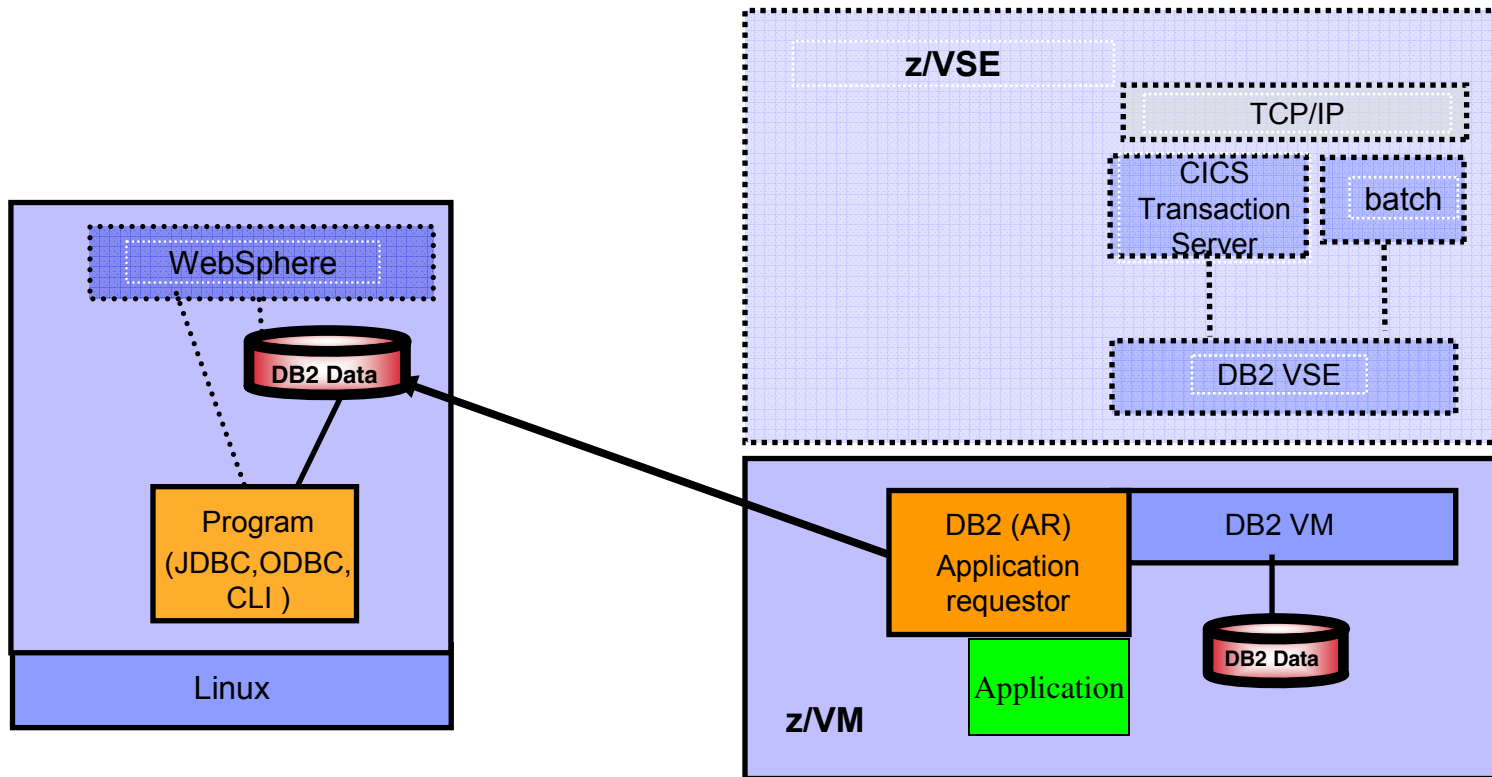 z/VSE
TCP/IP
CICS
Transaction
Server
batch
DB2 VSE
WebSphere
DB2 Data
Program
(JDBC,ODBC,
CLI )
Linux
DB2 (AR)
Application
requestor
DB2 VM
DB2 Data
Application
z/VM